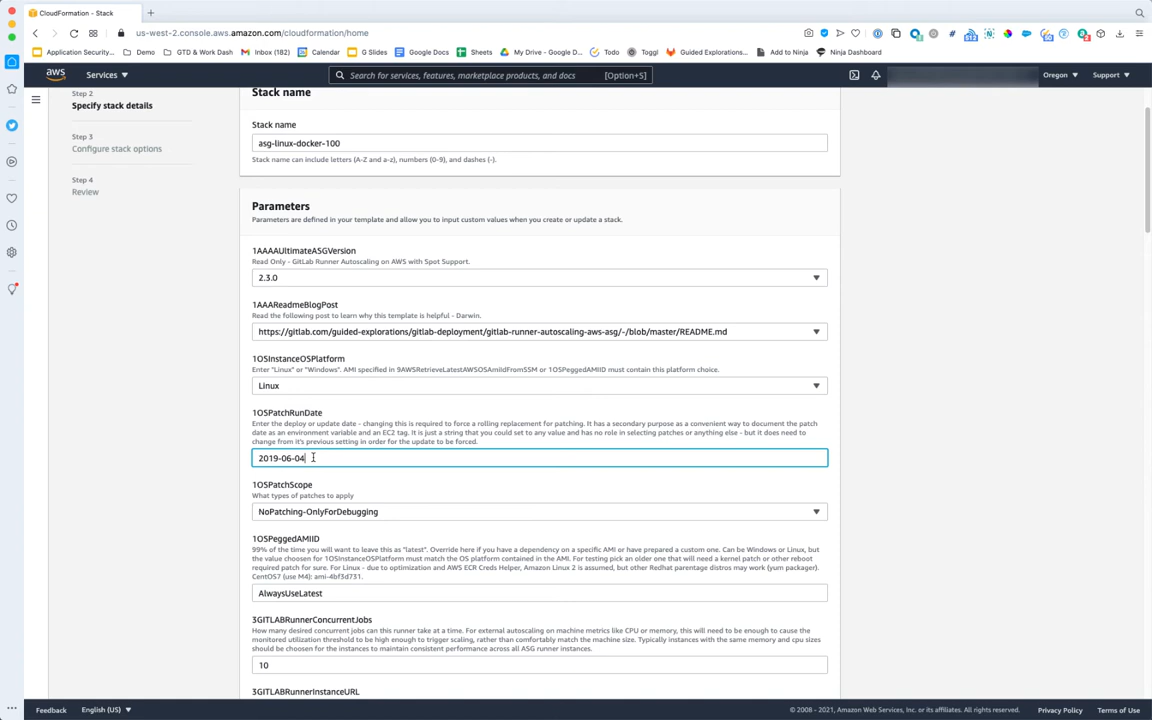 CloudFormation - Stack
us-west-2.console.aws.amazon.com/cloudformation/home
Application Security... Demo GTD & Work Dash Inbox (182) Calendar G Slides Google Docs Sheets My Drive - Google D... Todo Toggl Guided Explorations... Add to Ninja Ninja Dashboard
aws Services Search for services, features, marketplace products, and docs [Option+S] Oregon Support
Step 2
Specify stack details
Step 3
Configure stack options
Step 4
Review
Stack name
Stack name
asg-linux-docker-100
Stack name can include letters (A-Z and a-z), numbers (0-9), and dashes (-).
Parameters
Parameters are defined in your template and allow you to input custom values when you create or update a stack.
1AAAAUltimateASGVersion
Read Only - GitLab Runner Autoscaling on AWS with Spot Support.
2.3.0
1AAAReadmeBlogPost
Read the following post to learn why this template is helpful - Darwin.
https://gitlab.com/guided-explorations/gitlab-deployment/gitlab-runner-autoscaling-aws-asg/-/blob/master/README.md
1OSInstanceOSPlatform
Enter "Linux" or "Windows". AMI specified in 9AWSRetrieveLatestAWSOSAmiIdFromSSM or 1OSPeggedAMIID must contain this platform choice.
Linux
1OSPatchRunDate
Enter the deploy or update date - changing this is required to force a rolling replacement for patching. It has a secondary purpose as a convenient way to document the patch
date as an environment variable and an EC2 tag. It is just a string that you could set to any value and has no role in selecting patches or anything else - but it does need to
change from it's previous setting in order for the update to be forced.
2019-06-04
1OSPatchScope
What types of patches to apply
NoPatching-OnlyForDebugging
1OSPeggedAMIID
99% of the time you will want to leave this as "latest". Override here if you have a dependency on a specific AMI or have prepared a custom one. Can be Windows or Linux, but
the value choosen for 1OSInstanceOSPlatform must match the OS platform contained in the AMI. For testing pick an older one that will need a kernel patch or other reboot
required patch for sure. For Linux - due to optimization and AWS ECR Creds Helper, Amazon Linux 2 is assumed, but other Redhat parentage distros may work (yum package).
CentOS7 (use M4): ami-4bf3d731.
AlwaysUseLatest
3GITLABRunnerConcurrentJobs
How many desired concurrent jobs can this runner take at a time. For external autoscaling on machine metrics like CPU or memory, this will need to be enough to cause the
monitored utilization threshold to be high enough to trigger scaling, rather than comfortably match the machine size. Typically instances with the same memory and cpu sizes
should be choosen for the instances to maintain consistent performance across all ASG runner instances.
10
3GITLABRunnerInstanceURL
Feedback English (US) © 2008 - 2021, Amazon Web Services, Inc. or its affiliates. All rights reserved. Privacy Policy Terms of Use